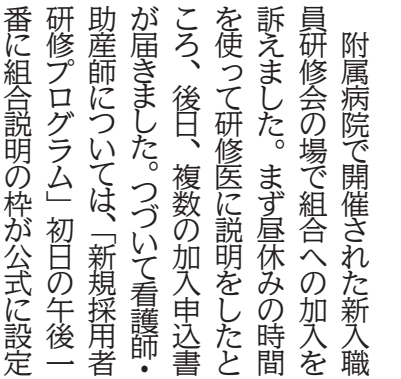 附属病院で開催された新入職
員研修会の場で組合への加入を
訴えました。まず昼休みの時間
を使って研修医に説明をしたと
ころ、後日、複数の加入申込書
が届きました。つづいて看護師・
助産師については、「新規採用者
研修プログラム」初日の午後一
番に組合説明の枠が公式に設定